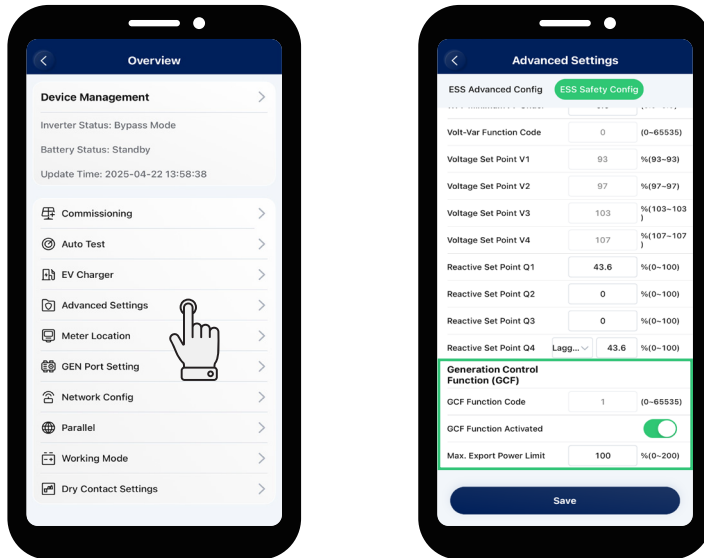 Overview
Device Management
Inverter Status: Bypass Mode
Battery Status: Standby
Update Time: 2025-04-22 13:58:38
Commissioning
Auto Test
EV Charger
Advanced Settings
Meter Location
GEN Port Setting
Network Config
Parallel
Working Mode
Dry Contact Settings
Advanced Settings
ESS Advanced Config ESS Safety Config
Volt-Var Function Code 0 (0~65535)
Voltage Set Point V1 93 %(93~93)
Voltage Set Point V2 97 %(97~97)
Voltage Set Point V3 103 %(103~103
)
Voltage Set Point V4 107 %(107~107
)
Reactive Set Point Q1 43.6 %(0~100)
Reactive Set Point Q2 0 %(0~100)
Reactive Set Point Q3 0 %(0~100)
Reactive Set Point Q4 Lagg... 43.6 %(0~100)
Generation Control
Function (GCF)
GCF Function Code 1 (0~65535)
GCF Function Activated
Max. Export Power Limit 100 %(0~200)
Save